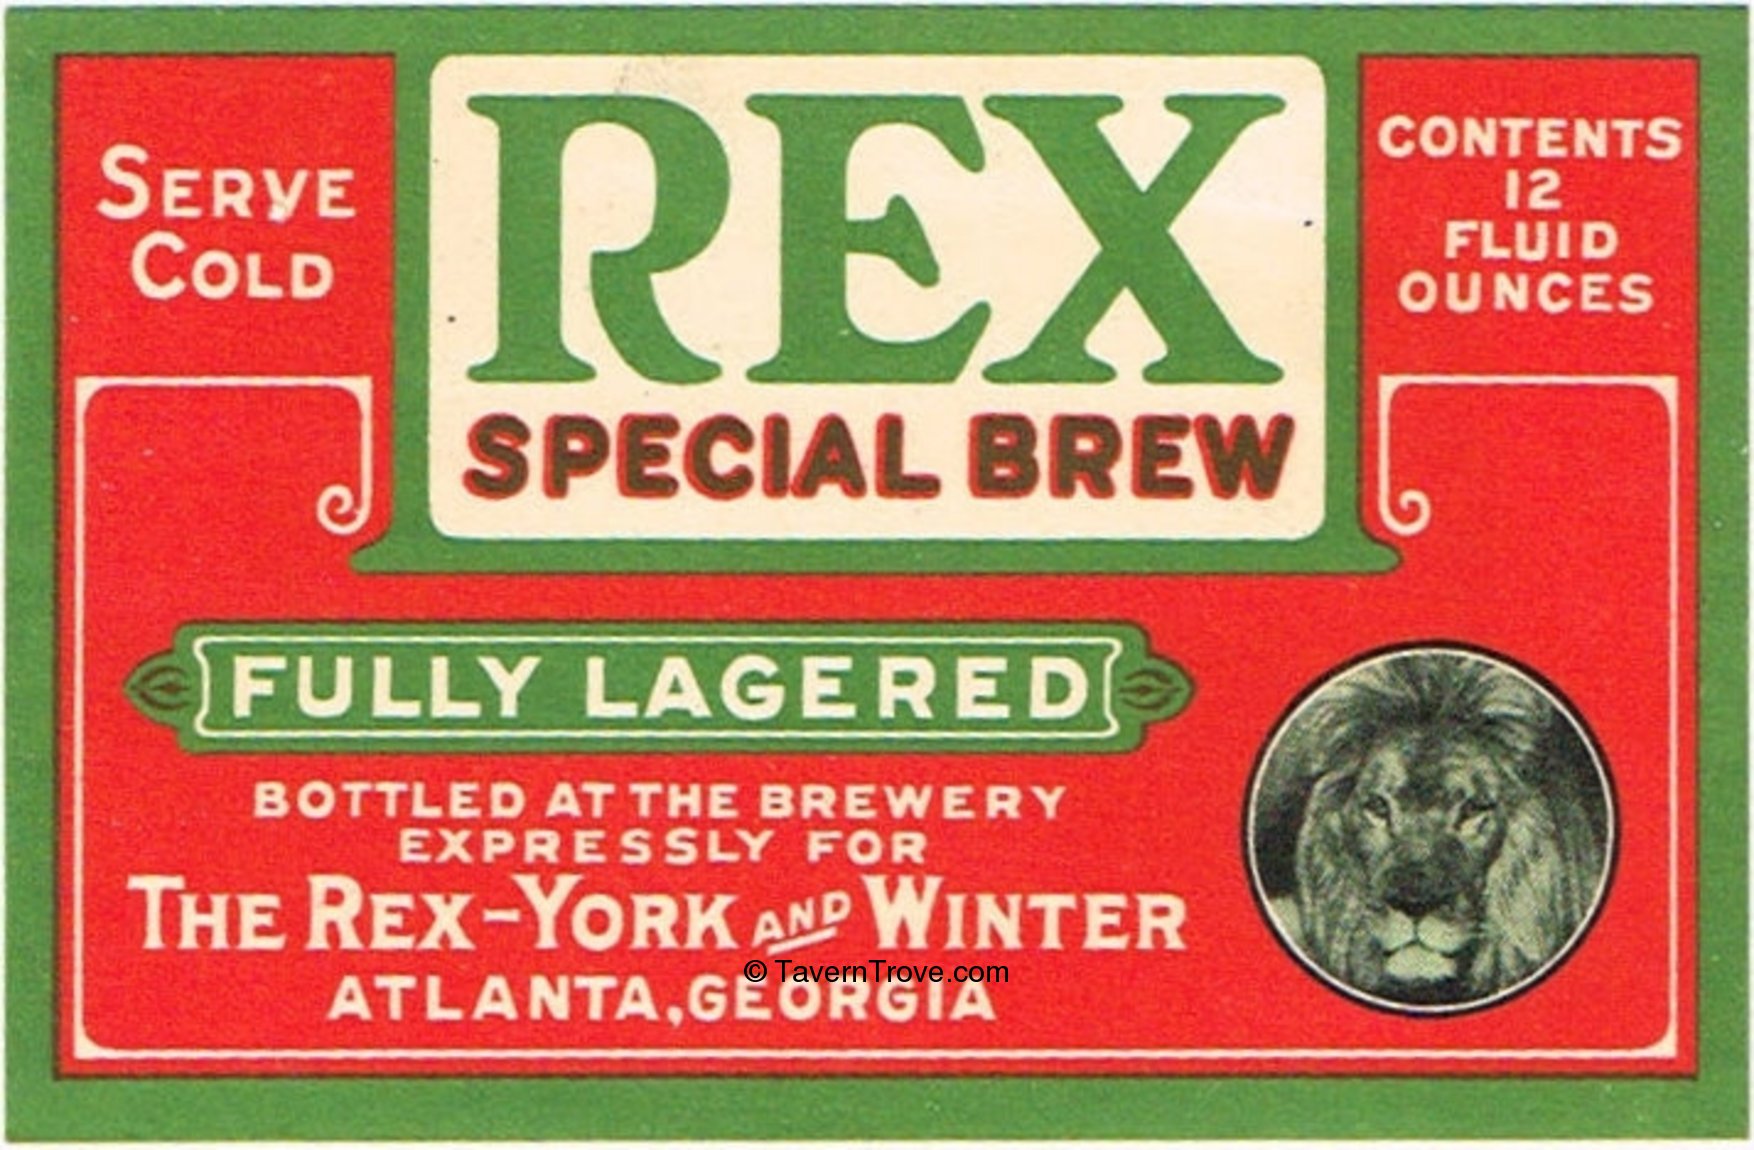 SERVE
COLD
REX
SPECIAL BREW
CONTENTS
12
FLUID
OUNCES
FULLY LAGERED
BOTTLED AT THE BREWERY
EXPRESSLY FOR
THE REX-YORK AND WINTER
© TavernTrove.com
ATLANTA, GEORGIA